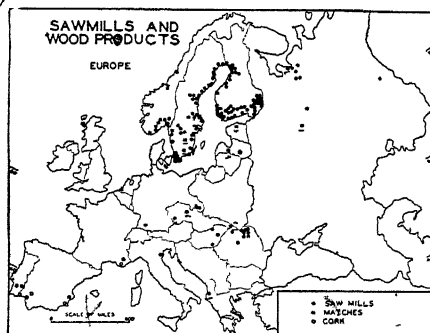 SAWMILLS AND
WOOD PRODUCTS
EUROPE
SCALE OF MILES
SAW MILLS
MATCHES
CORK